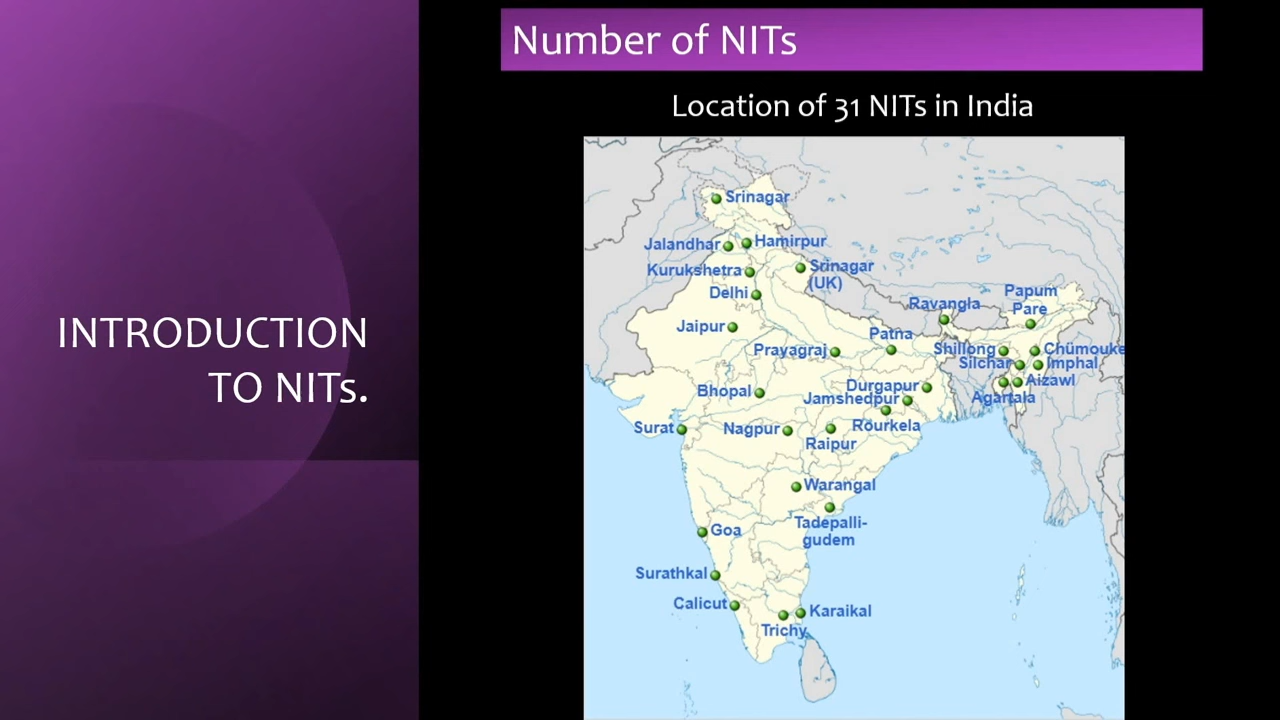 Number of NITs
Location of 31 NITs in India
INTRODUCTION
TO NITs.
Srinagar
Jalandhar
Hamirpur
Kurukshetra
Srinagar
(UK)
Delhi
Papum
Pare
Ravangla
Jaipur
Patna
Prayagraj
Shillong
Chümouke
Silchar
Imphal
Aizawl
Agartala
Bhopal
Durgapur
Jamshedpur
Rourkela
Surat
Nagpur
Raipur
Warangal
Tadepalli-
gudem
Goa
Surathkal
Calicut
Karaikal
Trichy